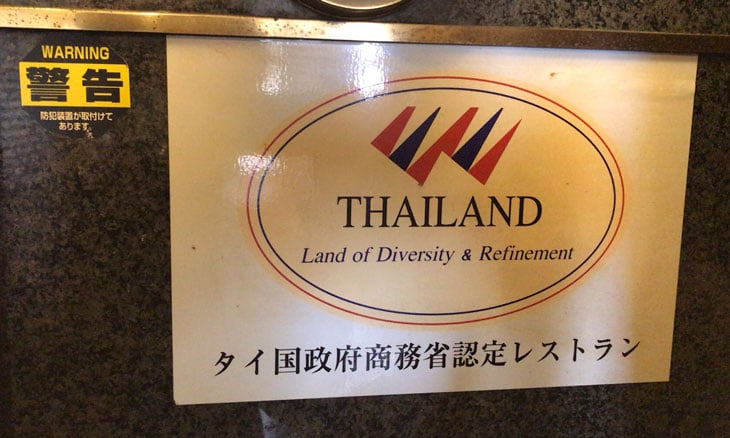 WARNING
警告
防犯装置が取付けて
あります。
THAILAND
Land of Diversity & Refinement
タイ国政府商務省認定レストラン